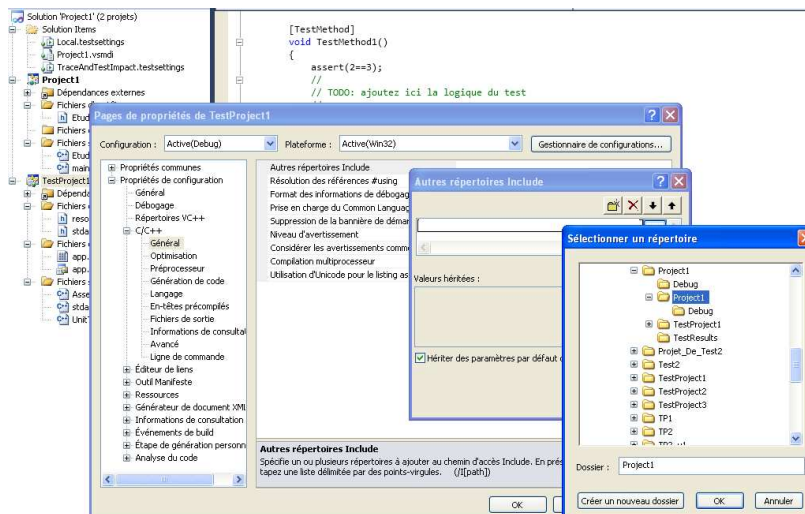 Solution 'Project1' (2 projets)
Solution Items
Local.testsettings
Project1.vsmdi
TraceAndTestImpact.testsettings
Project1
Dépendances externes
Fichiers
Etud
Fichiers
Fichiers
Etud
main
TestProject1
Dépenda
Fichiers
reso
stda
Fichiers
app.
app.
Fichiers
Asse
stda
Unit
[TestMethod]
void TestMethod1()
{
assert(2==3);
//
// TODO: ajoutez ici la logique du test
Pages de propriétés de TestProject1
Configuration : Active(Debug) Plateforme : Active(Win32) Gestionnaire de configurations...
Propriétés communes
Propriétés de configuration
Général
Débogage
Répertoires VC++
C/C++
Général
Optimisation
Préprocesseur
Génération de code
Langage
En-têtes précompilés
Fichiers de sortie
Informations de consulta
Avancé
Ligne de commande
Éditeur de liens
Outil Manifeste
Ressources
Générateur de document XML
Informations de consultation
Événements de build
Étape de génération personn
Analyse du code
Autres répertoires Include
Résolution des références #using
Format des informations de débogag
Prise en charge du Common Languag
Suppression de la bannière de démar
Niveau d'avertissement
Considérer les avertissements comm
Compilation multiprocesseur
Utilisation d'Unicode pour le listing as
Autres répertoires Include
Spécifie un ou plusieurs répertoires à ajouter au chemin d'accès Include. En prés
tapez une liste délimitée par des points-virgules. (/I[path])
OK
Autres répertoires Include
Valeurs héritées :
Hériter des paramètres par défaut
Sélectionner un répertoire
Project1
Debug
Project1
Debug
TestProject1
TestResults
Projet_De_Test2
Test2
TestProject1
TestProject2
TestProject3
TP1
TP2
Dossier : Project1
Créer un nouveau dossier OK Annuler